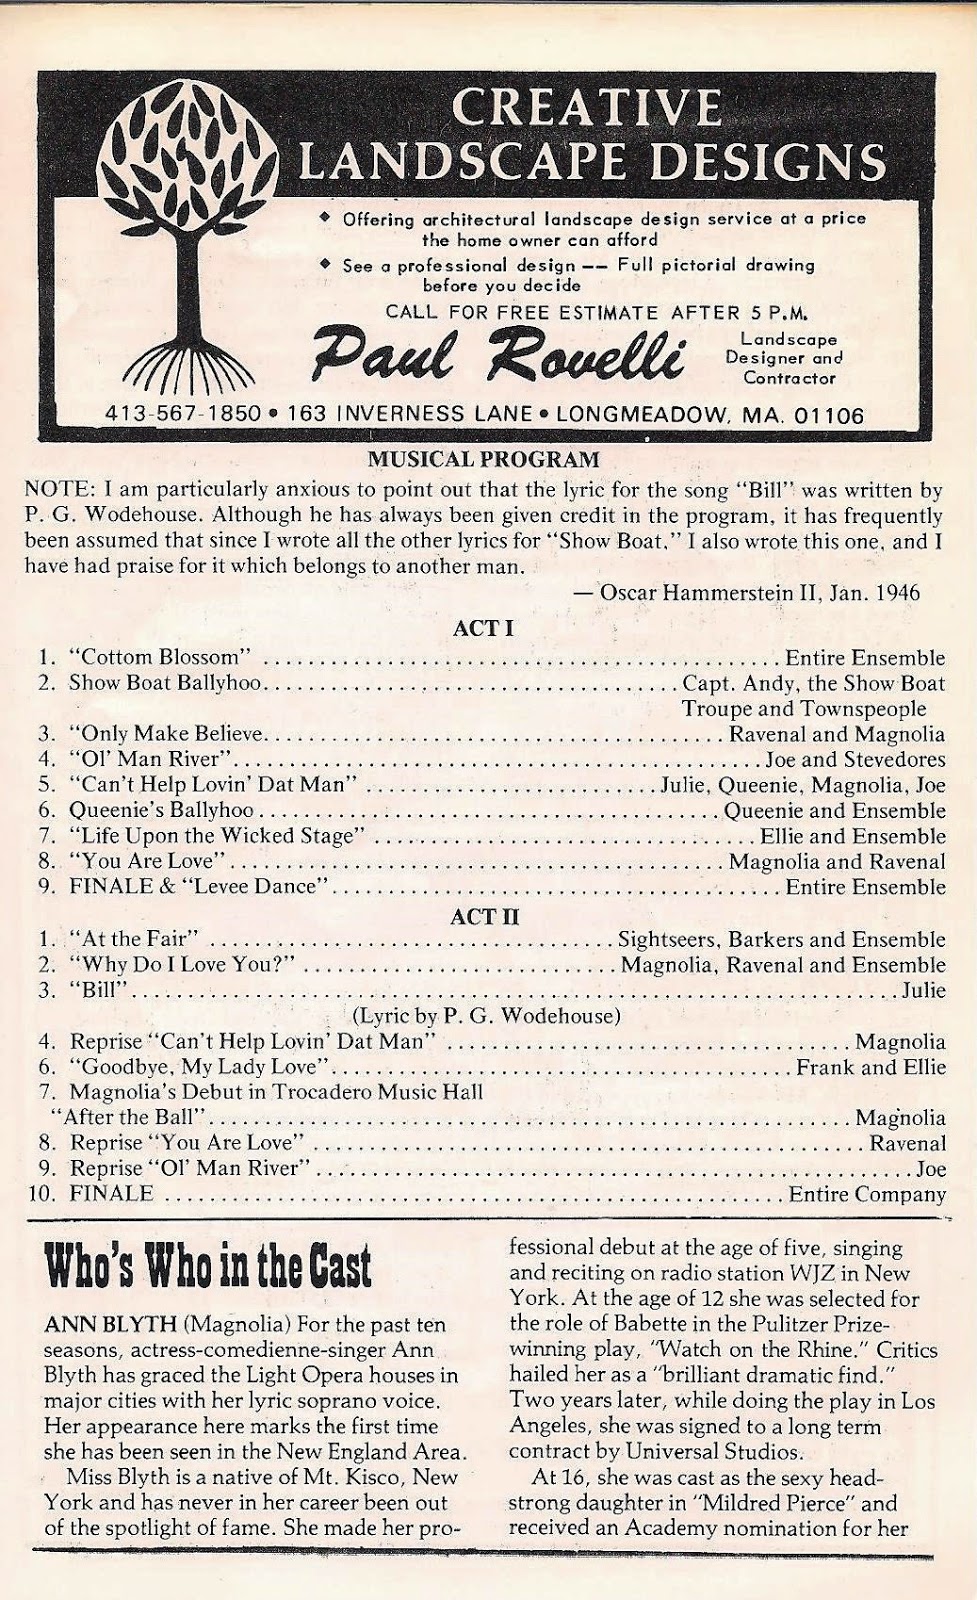 CREATIVE
LANDSCAPE DESIGNS
◆ Offering architectural landscape design service at a price
the home owner can afford
◆ See a professional design -- Full pictorial drawing
before you decide
CALL FOR FREE ESTIMATE AFTER 5 P.M.
Paul Rovelli
Landscape
Designer and
Contractor
413-567-1850 • 163 INVERNESS LANE • LONGMEADOW, MA. 01106
MUSICAL PROGRAM
NOTE: I am particularly anxious to point out that the lyric for the song "Bill" was written by
P. G. Wodehouse. Although he has always been given credit in the program, it has frequently
been assumed that since I wrote all the other lyrics for "Show Boat," I also wrote this one, and I
have had praise for it which belongs to another man.
— Oscar Hammerstein II, Jan. 1946
ACT I
1. "Cottom Blossom" ........ Entire Ensemble
2. Show Boat Ballyhoo ........ Capt. Andy, the Show Boat
Troupe and Townspeople
3. "Only Make Believe ........ Ravenal and Magnolia
4. "Ol' Man River" ........ Joe and Stevedores
5. "Can't Help Lovin' Dat Man" ........ Julie, Queenie, Magnolia, Joe
6. Queenie's Ballyhoo ........ Queenie and Ensemble
7. "Life Upon the Wicked Stage" ........ Ellie and Ensemble
8. "You Are Love" ........ Magnolia and Ravenal
9. FINALE & "Levee Dance" ........ Entire Ensemble
ACT II
1. "At the Fair" ........ Sightseers, Barkers and Ensemble
2. "Why Do I Love You?" ........ Magnolia, Ravenal and Ensemble
3. "Bill" ........ Julie
(Lyric by P. G. Wodehouse)
4. Reprise "Can't Help Lovin' Dat Man" ........ Magnolia
6. "Goodbye, My Lady Love" ........ Frank and Ellie
7. Magnolia's Debut in Trocadero Music Hall
"After the Ball" ........ Magnolia
8. Reprise "You Are Love" ........ Ravenal
9. Reprise "Ol' Man River" ........ Joe
10. FINALE ........ Entire Company
Who's Who in the Cast
ANN BLYTH (Magnolia) For the past ten
seasons, actress-comedienne-singer Ann
Blyth has graced the Light Opera houses in
major cities with her lyric soprano voice.
Her appearance here marks the first time
she has been seen in the New England Area.
Miss Blyth is a native of Mt. Kisco, New
York and has never in her career been out
of the spotlight of fame. She made her pro-
fessional debut at the age of five, singing
and reciting on radio station WJZ in New
York. At the age of 12 she was selected for
the role of Babette in the Pulitzer Prize-
winning play, "Watch on the Rhine." Critics
hailed her as a "brilliant dramatic find."
Two years later, while doing the play in Los
Angeles, she was signed to a long term
contract by Universal Studios.
At 16, she was cast as the sexy head-
strong daughter in "Mildred Pierce" and
received an Academy nomination for her